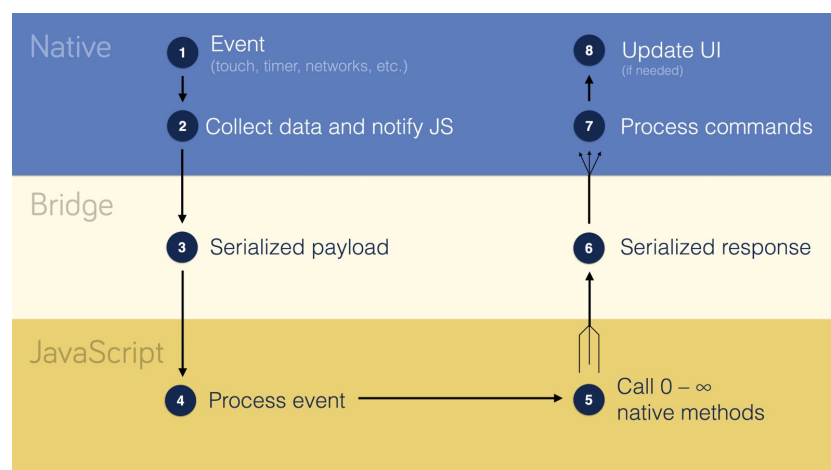 Native
1 Event
(touch, timer, networks, etc.)
2 Collect data and notify JS
8 Update UI
(if needed)
7 Process commands
Bridge
3 Serialized payload
6 Serialized response
JavaScript
4 Process event
5 Call 0 – ∞
native methods